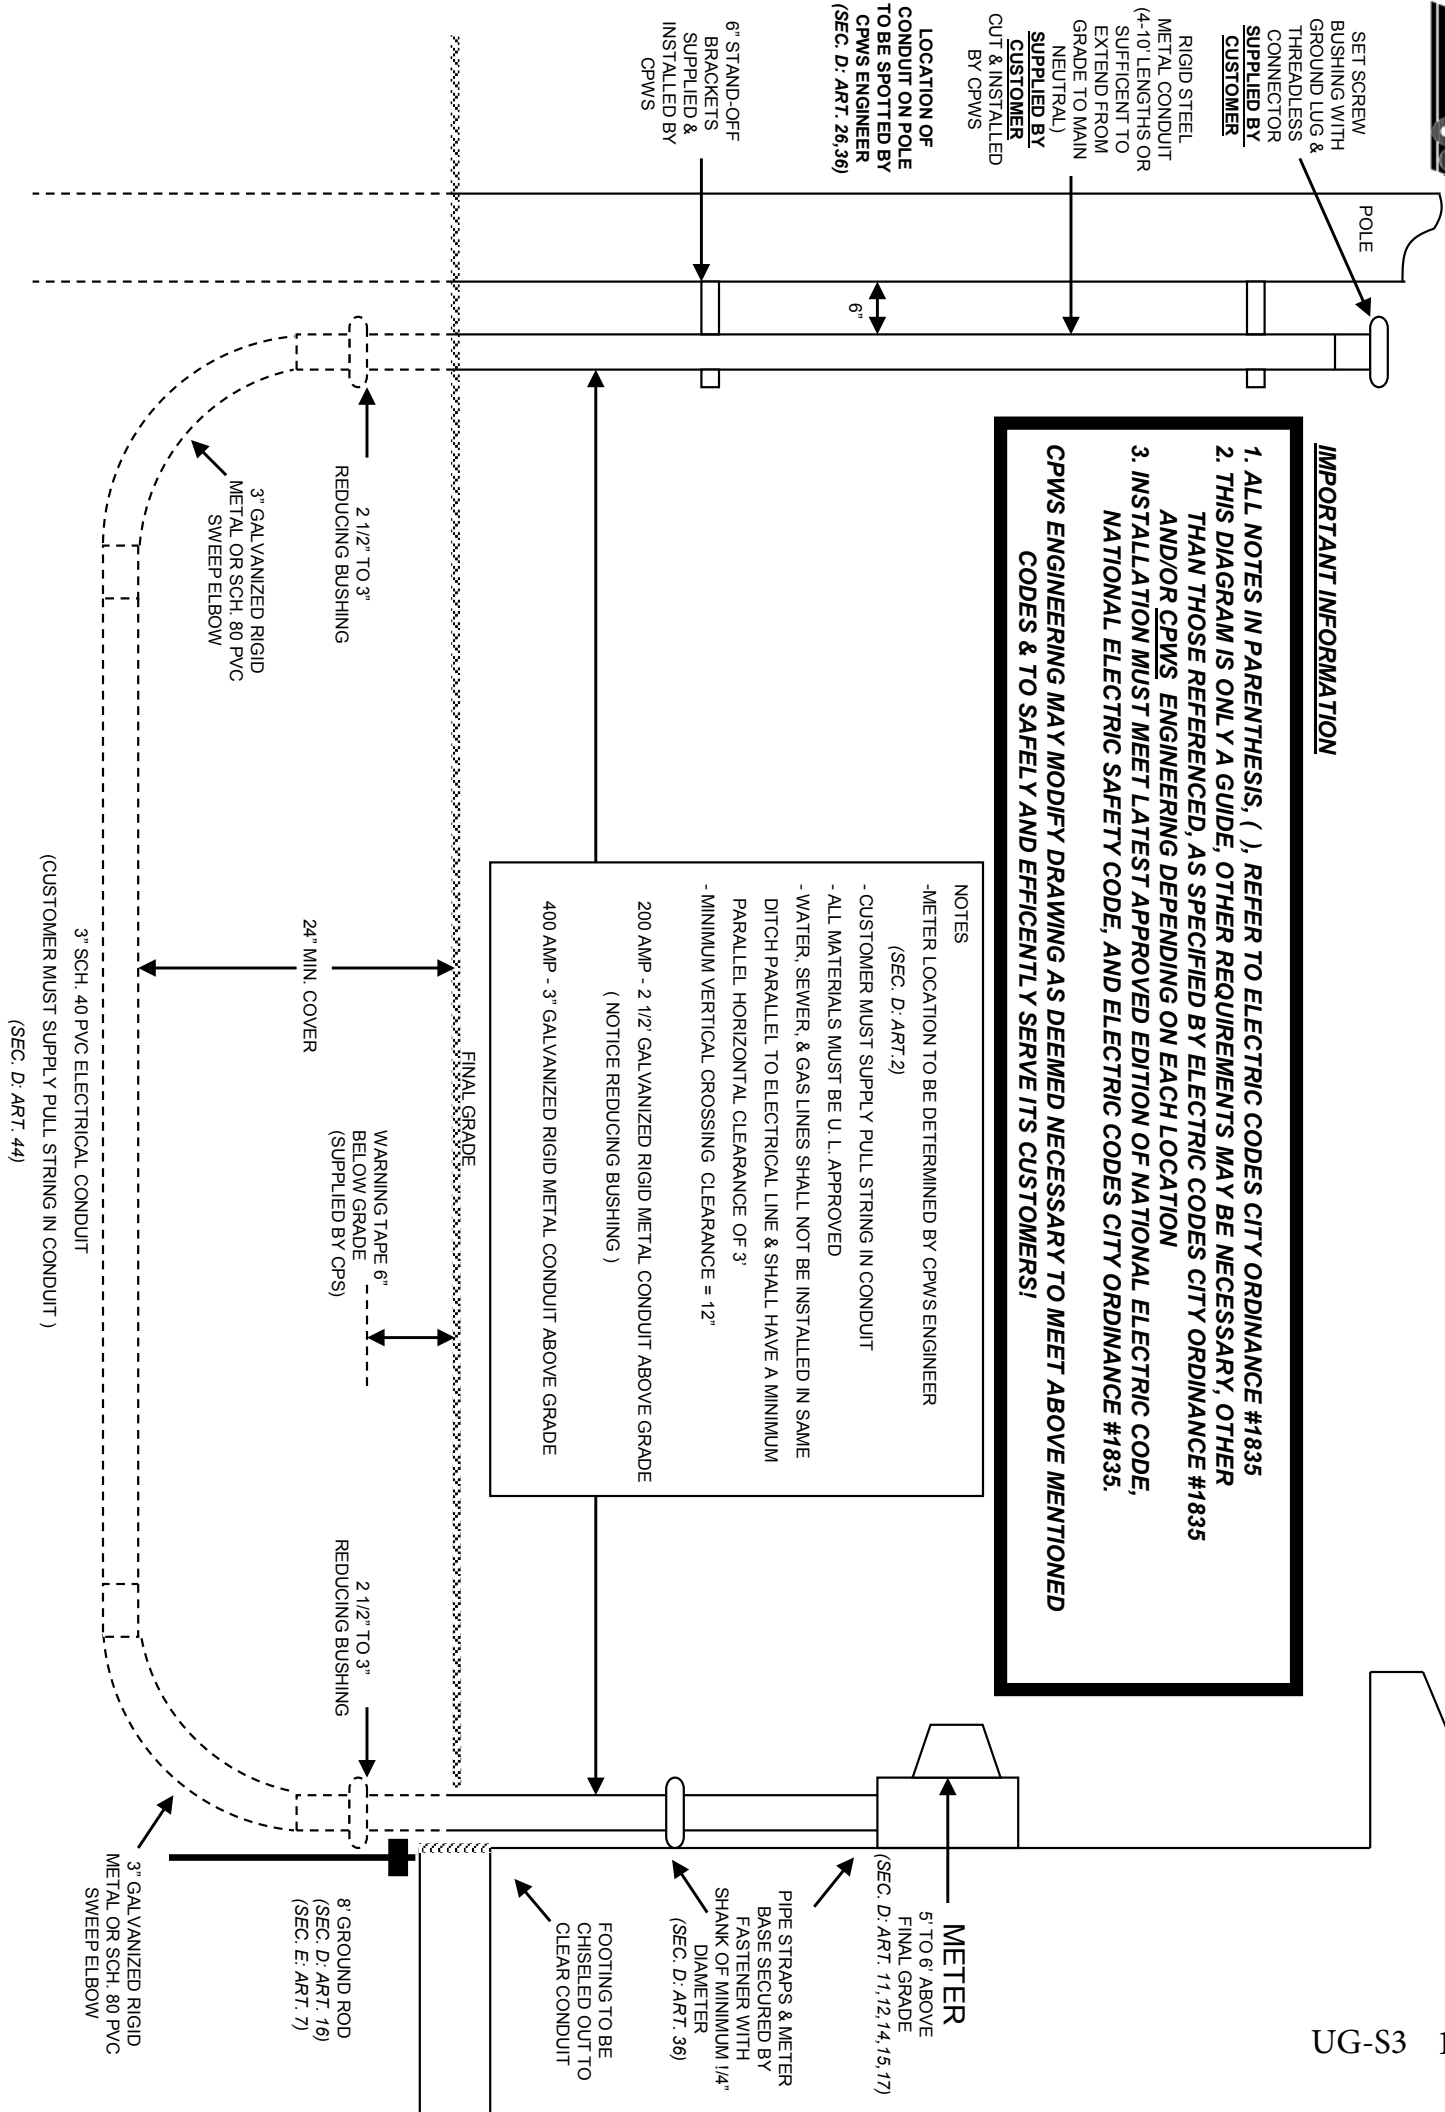 SET SCREW
BUSHING WITH
GROUND LUG &
THREADLESS
CONNECTOR
SUPPLIED BY
CUSTOMER
POLE
RIGID STEEL
METAL CONDUIT
(4-10' LENGTHS OR
SUFFICENT TO
EXTEND FROM
GRADE TO MAIN
NEUTRAL)
SUPPLIED BY
CUSTOMER
CUT & INSTALLED
BY CPWS
LOCATION OF
CONDUIT ON POLE
TO BE SPOTTED BY
CPWS ENGINEER
(SEC. D: ART. 26,36)
6"
6" STAND-OFF
BRACKETS
SUPPLIED &
INSTALLED BY
CPWS
IMPORTANT INFORMATION
1. ALL NOTES IN PARENTHESIS, ( ), REFER TO ELECTRIC CODES CITY ORDINANCE #1835
2. THIS DIAGRAM IS ONLY A GUIDE, OTHER REQUIREMENTS MAY BE NECESSARY, OTHER
THAN THOSE REFERENCED, AS SPECIFIED BY ELECTRIC CODES CITY ORDINANCE #1835
AND/OR CPWS ENGINEERING DEPENDING ON EACH LOCATION
3. INSTALLATION MUST MEET LATEST APPROVED EDITION OF NATIONAL ELECTRIC CODE,
NATIONAL ELECTRIC SAFETY CODE, AND ELECTRIC CODES CITY ORDINANCE #1835.
CPWS ENGINEERING MAY MODIFY DRAWING AS DEEMED NECESSARY TO MEET ABOVE MENTIONED
CODES & TO SAFELY AND EFFICENTLY SERVE ITS CUSTOMERS!
NOTES
-METER LOCATION TO BE DETERMINED BY CPWS ENGINEER
(SEC. D: ART.2)
- CUSTOMER MUST SUPPLY PULL STRING IN CONDUIT
- ALL MATERIALS MUST BE U. L. APPROVED
- WATER, SEWER, & GAS LINES SHALL NOT BE INSTALLED IN SAME
DITCH PARALLEL TO ELECTRICAL LINE & SHALL HAVE A MINIMUM
PARALLEL HORIZONTAL CLEARANCE OF 3'
- MINIMUM VERTICAL CROSSING CLEARANCE = 12"
200 AMP - 2 1/2' GALVANIZED RIGID METAL CONDUIT ABOVE GRADE
( NOTICE REDUCING BUSHING )
400 AMP - 3" GALVANIZED RIGID METAL CONDUIT ABOVE GRADE
METER
5' TO 6' ABOVE
FINAL GRADE
(SEC. D: ART. 11,12,14,15,17)
PIPE STRAPS & METER
BASE SECURED BY
FASTENER WITH
SHANK OF MINIMUM !/4"
DIAMETER
(SEC. D: ART. 36)
FOOTING TO BE
CHISELED OUT TO
CLEAR CONDUIT
FINAL GRADE
2 1/2" TO 3"
REDUCING BUSHING
3" GALVANIZED RIGID
METAL OR SCH. 80 PVC
SWEEP ELBOW
24" MIN. COVER
WARNING TAPE 6"
BELOW GRADE
(SUPPLIED BY CPS)
2 1/2" TO 3"
REDUCING BUSHING
8' GROUND ROD
(SEC. D: ART. 16)
(SEC. E: ART. 7)
3" GALVANIZED RIGID
METAL OR SCH. 80 PVC
SWEEP ELBOW
3" SCH. 40 PVC ELECTRICAL CONDUIT
(CUSTOMER MUST SUPPLY PULL STRING IN CONDUIT )
(SEC. D: ART. 44)
UG-S3